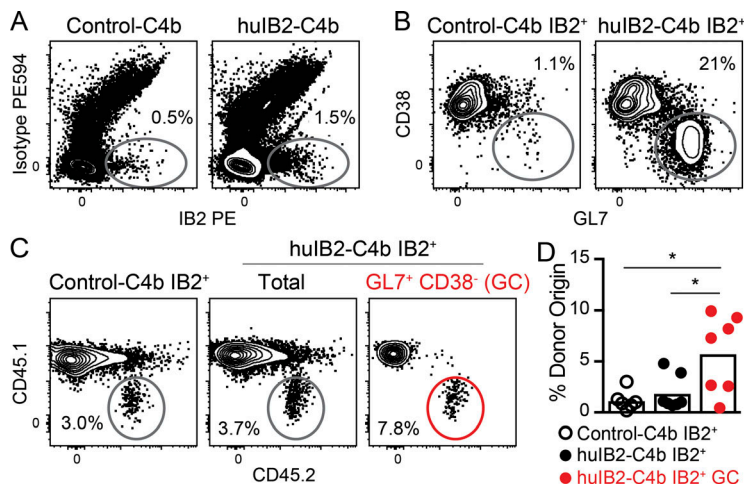 A
Control-C4b
huIB2-C4b
Isotype PE594
0.5%
1.5%
0
0
0
IB2 PE
B
Control-C4b IB2⁺
huIB2-C4b IB2⁺
CD38
1.1%
21%
0
0
0
GL7
C
huIB2-C4b IB2⁺
Control-C4b IB2⁺
Total
GL7⁺ CD38⁻ (GC)
CD45.1
3.0%
3.7%
7.8%
0
0
0
0
CD45.2
D
% Donor Origin
15
10
5
0
*
*
Control-C4b IB2⁺
huIB2-C4b IB2⁺
huIB2-C4b IB2⁺ GC